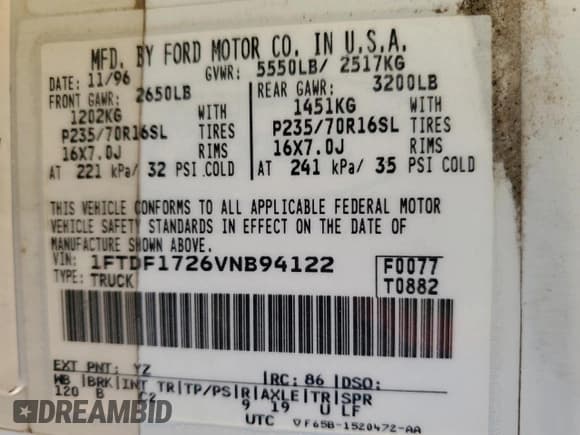 MFD. BY FORD MOTOR CO. IN U.S.A.
DATE: 11/96 GVWR: 5550LB/ 2517KG
FRONT GAWR: 2650LB REAR GAWR: 3200LB
1202KG WITH 1451KG WITH
P235/70R16SL TIRES P235/70R16SL TIRES
16X7.0J RIMS 16X7.0J RIMS
AT 221 kPa/ 32 PSI COLD AT 241 kPa/ 35 PSI COLD
THIS VEHICLE CONFORMS TO ALL APPLICABLE FEDERAL MOTOR
VEHICLE SAFETY STANDARDS IN EFFECT ON THE DATE OF
MANUFACTURE SHOWN ABOVE.
VIN: 1FTDF1726VNB94122 F0077
TYPE: TRUCK T0882
EXT PNT: YZ RC: 86 DSO:
WB BRK INT TR TP/PS R AXLE TR SPR
120 B C2 9 19 U LF
UTC ▽F65B-1520472-AA
DREAMBID